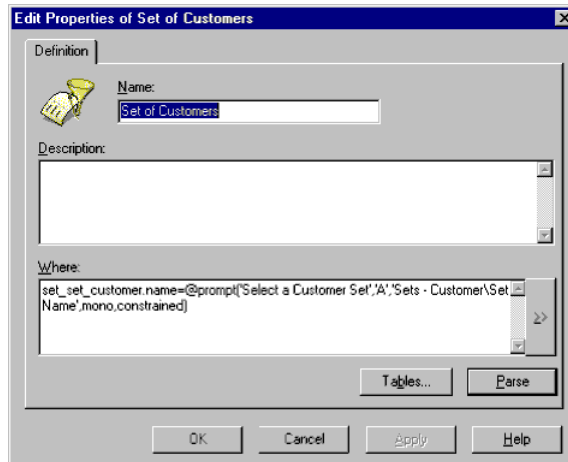 Edit Properties of Set of Customers
Definition
Name:
Set of Customers
Description:
Where:
set_set_customer.name=@prompt('Select a Customer Set','A','Sets - Customer\Set
Name',mono,constrained)
>>
Tables... Parse
OK Cancel Apply Help